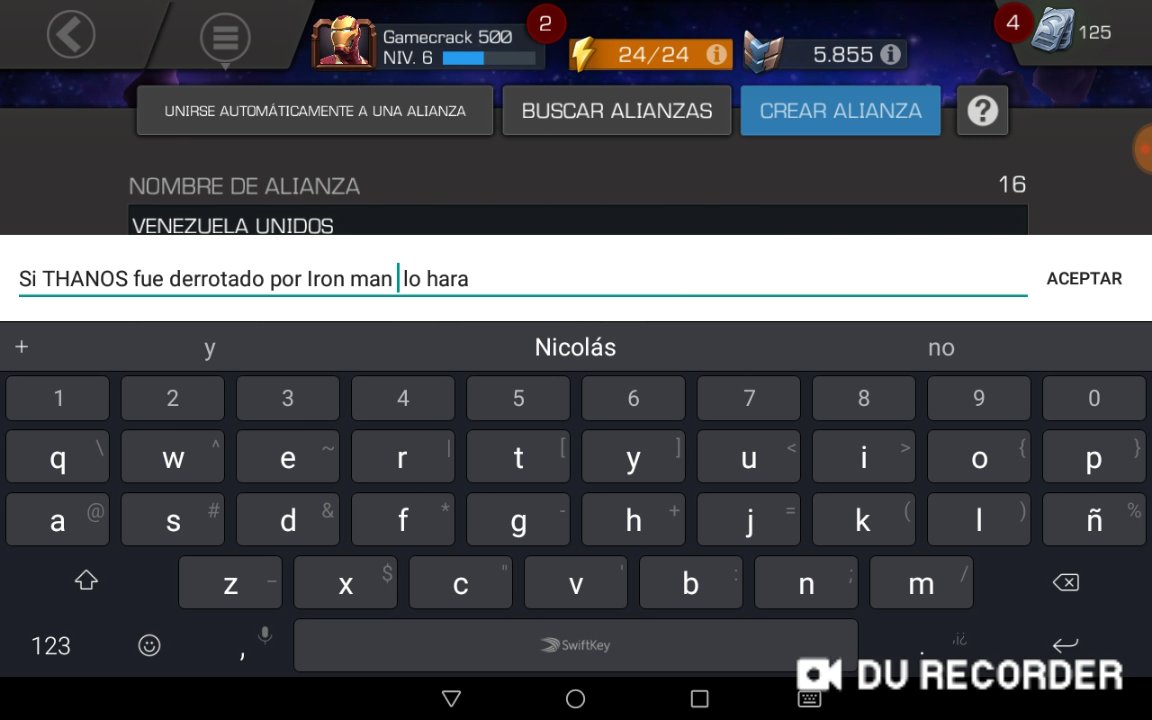 Gamecrack 500
2
NIV. 6
24/24
5.855
4
125
UNIRSE AUTOMÁTICAMENTE A UNA ALIANZA
BUSCAR ALIANZAS
CREAR ALIANZA
?
NOMBRE DE ALIANZA
16
VENEZUELA UNIDOS
Si THANOS fue derrotado por Iron man lo hara
ACEPTAR
+ y Nicolás no
1 2 3 4 5 6 7 8 9 0
q \ w ^ e ~ r | t [ y ] u < i > o { p }
a @ s # d & f * g - h + j = k ( l ) ñ %
z _ x $ c " v ' b : n ; m /
123 , SwiftKey . ,!¿
DU RECORDER